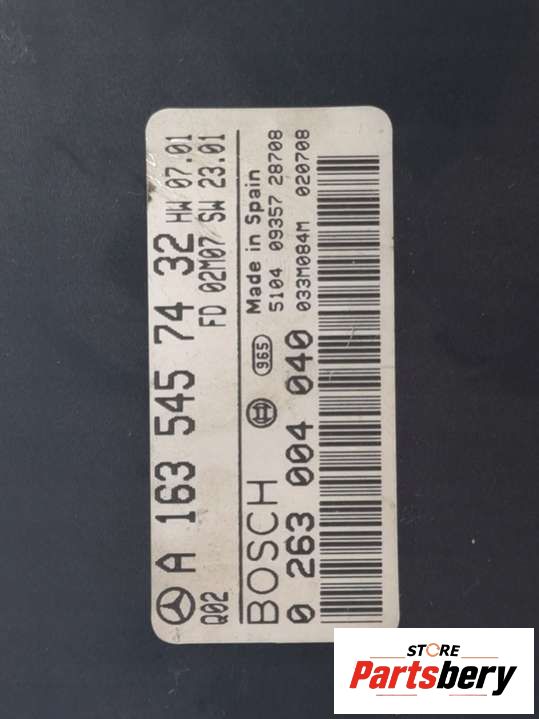 A 163 545 74 32 HW 07.01
Q02 FD 02M07 SW 23.01
BOSCH 965 Made in Spain
0 263 004 040 5104 09357 28708
033M084M 020708
STORE
Partsbery